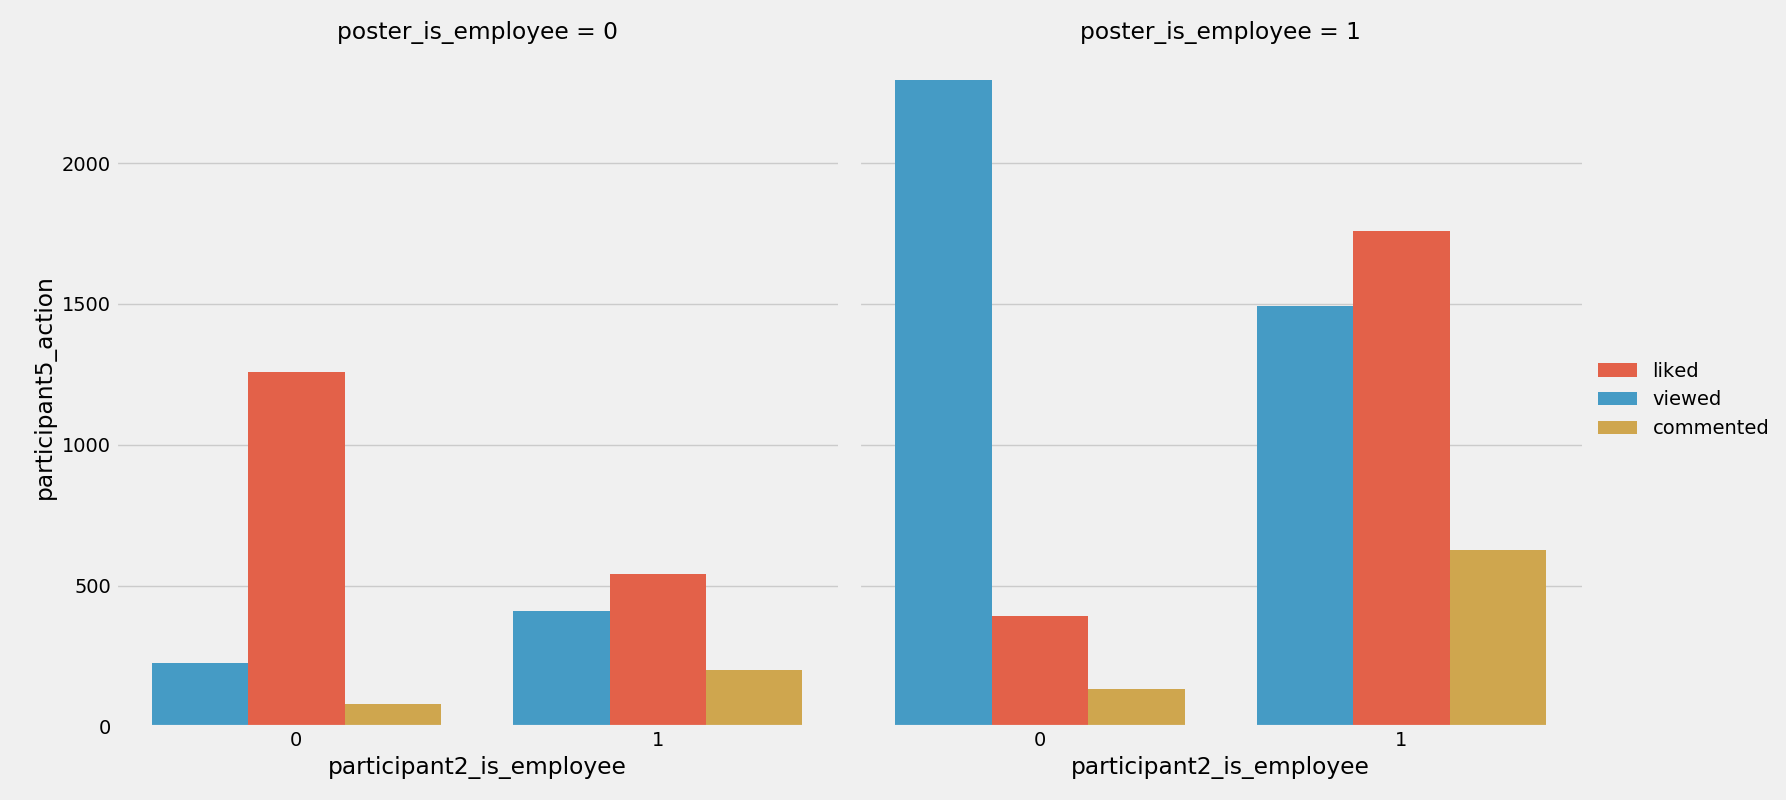 poster_is_employee = 0
poster_is_employee = 1
participant5_action
2000
1500
1000
500
0
0
1
0
1
participant2_is_employee
participant2_is_employee
liked
viewed
commented